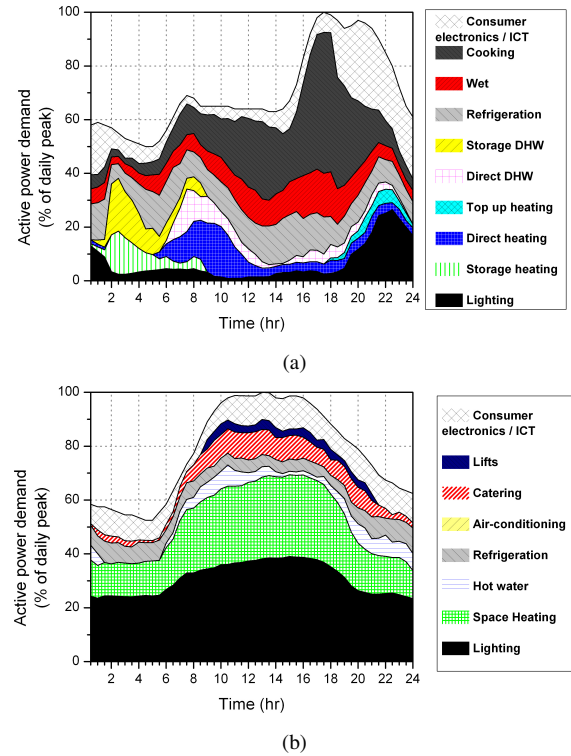 100
80
60
40
20
0
2 4 6 8 10 12 14 16 18 20 22 24
Time (hr)
Active power demand
(% of daily peak)
Consumer
electronics / ICT
Cooking
Wet
Refrigeration
Storage DHW
Direct DHW
Top up heating
Direct heating
Storage heating
Lighting
(a)
100
80
60
40
20
0
2 4 6 8 10 12 14 16 18 20 22 24
Time (hr)
Active power demand
(% of daily peak)
Consumer
electronics / ICT
Lifts
Catering
Air-conditioning
Refrigeration
Hot water
Space Heating
Lighting
(b)